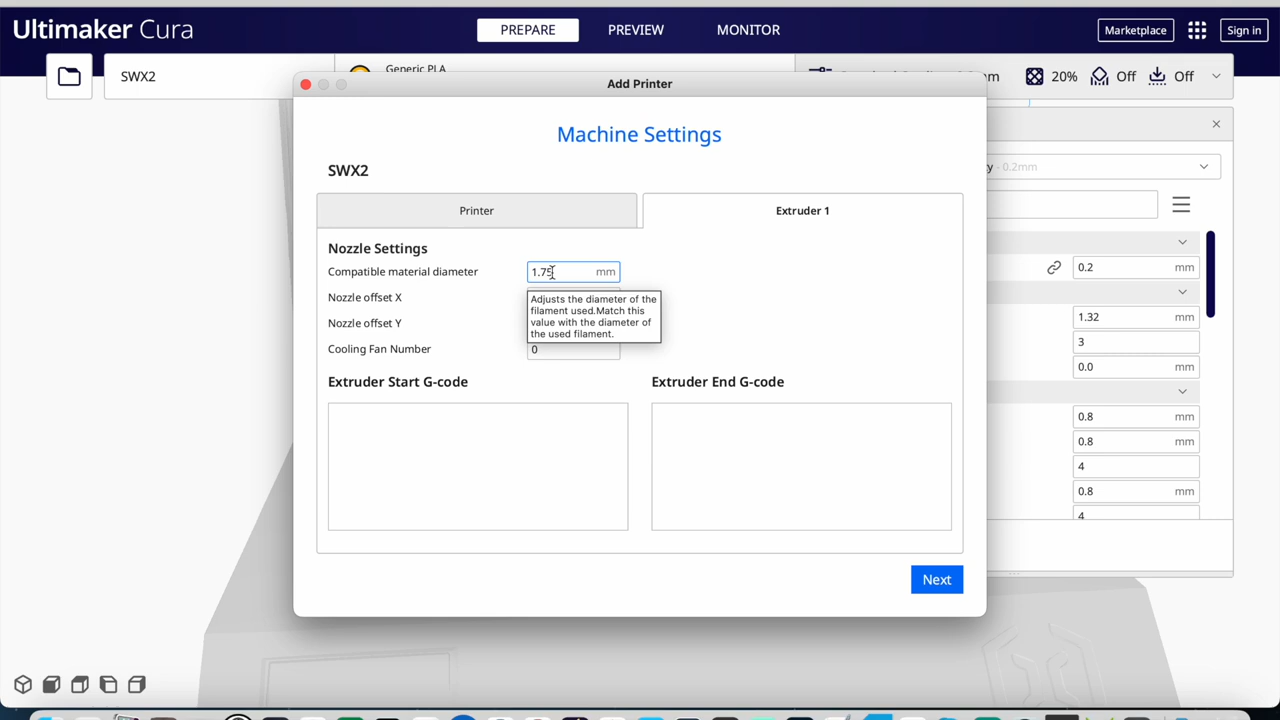 Ultimaker Cura
PREPARE
PREVIEW
MONITOR
Marketplace
Sign in
SWX2
Generic PLA
20%
Off
Off
Add Printer
Machine Settings
SWX2
Printer
Extruder 1
Nozzle Settings
Compatible material diameter
1.75
mm
Nozzle offset X
Adjusts the diameter of the
filament used.Match this
value with the diameter of
the used filament.
Nozzle offset Y
Cooling Fan Number
0
Extruder Start G-code
Extruder End G-code
Next
- 0.2mm
0.2 mm
1.32 mm
3
0.0 mm
0.8 mm
0.8 mm
4
0.8 mm
4